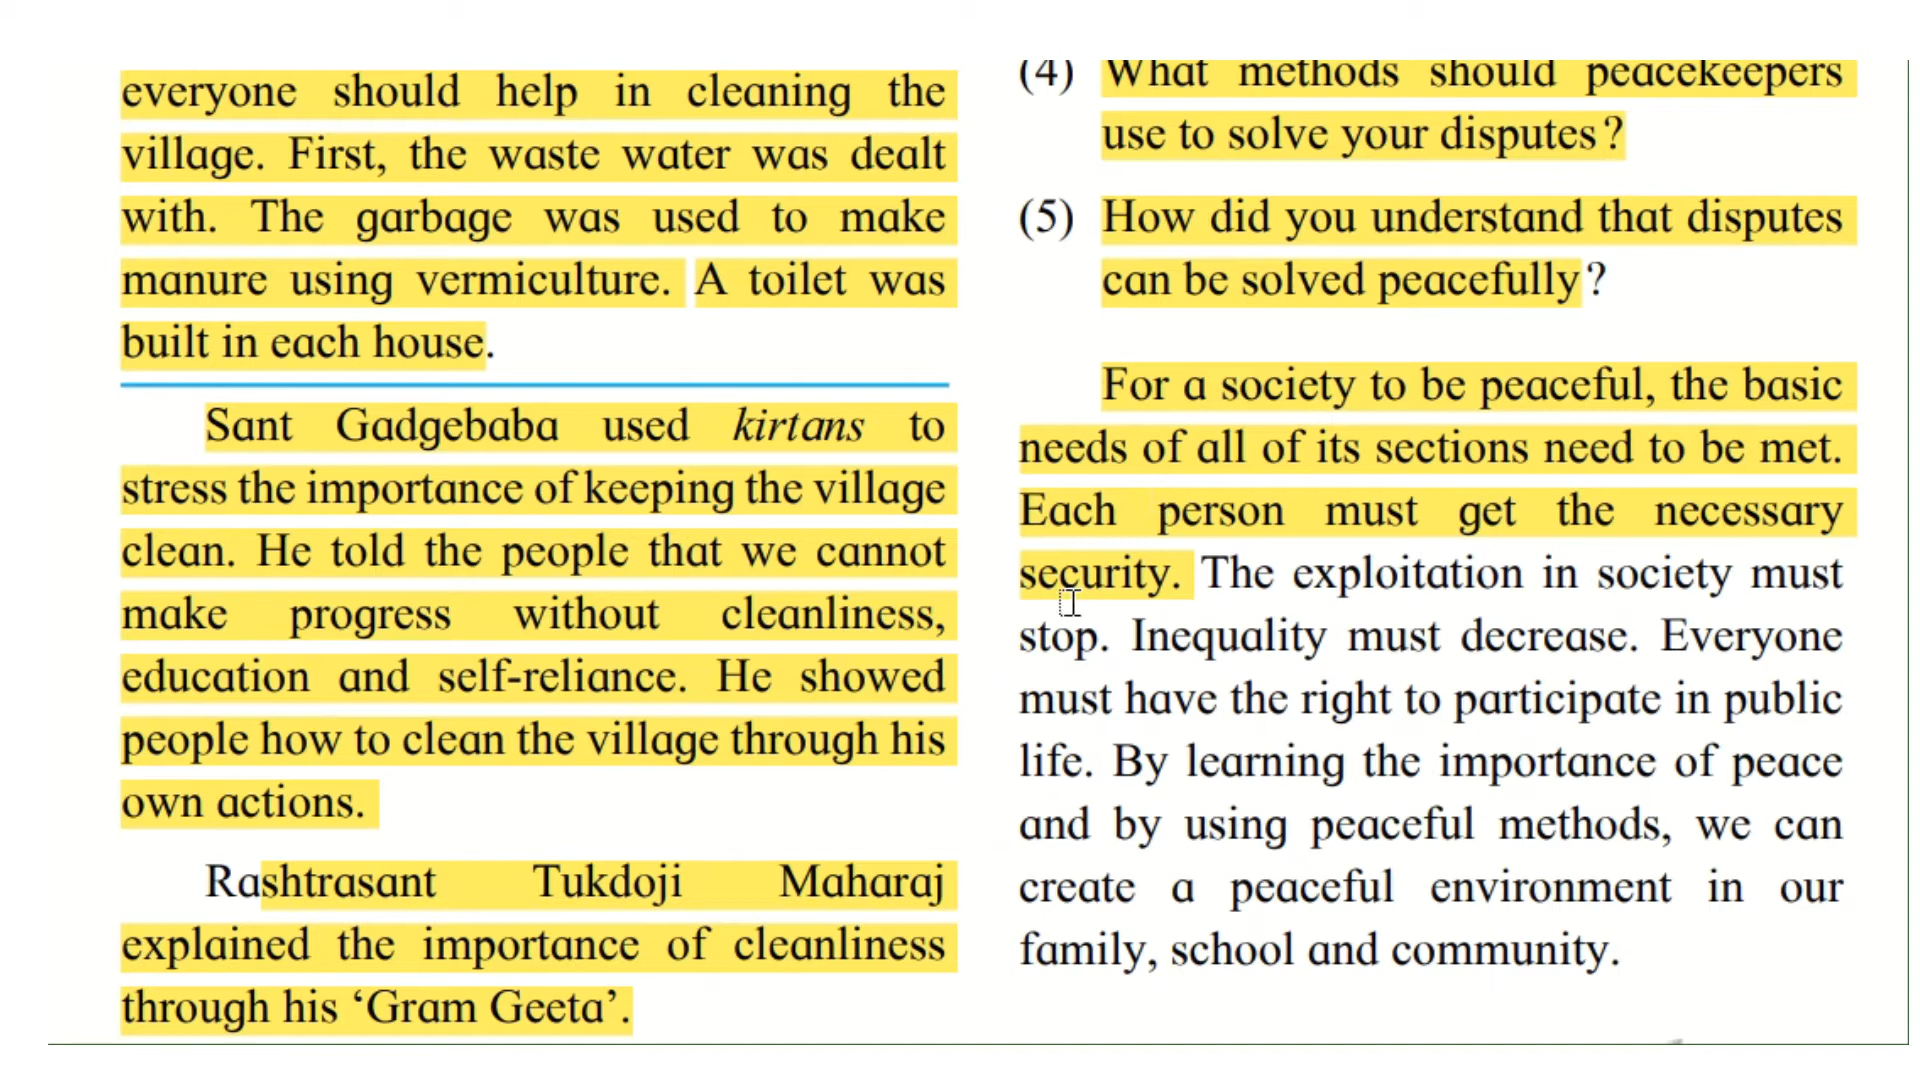 everyone should help in cleaning the
village. First, the waste water was dealt
with. The garbage was used to make
manure using vermiculture. A toilet was
built in each house.
Sant Gadgebaba used kirtans to
stress the importance of keeping the village
clean. He told the people that we cannot
make progress without cleanliness,
education and self-reliance. He showed
people how to clean the village through his
own actions.
Rashtrasant Tukdoji Maharaj
explained the importance of cleanliness
through his ‘Gram Geeta’.
(4) What methods should peacekeepers
use to solve your disputes ?
(5) How did you understand that disputes
can be solved peacefully ?
For a society to be peaceful, the basic
needs of all of its sections need to be met.
Each person must get the necessary
security. The exploitation in society must
stop. Inequality must decrease. Everyone
must have the right to participate in public
life. By learning the importance of peace
and by using peaceful methods, we can
create a peaceful environment in our
family, school and community.